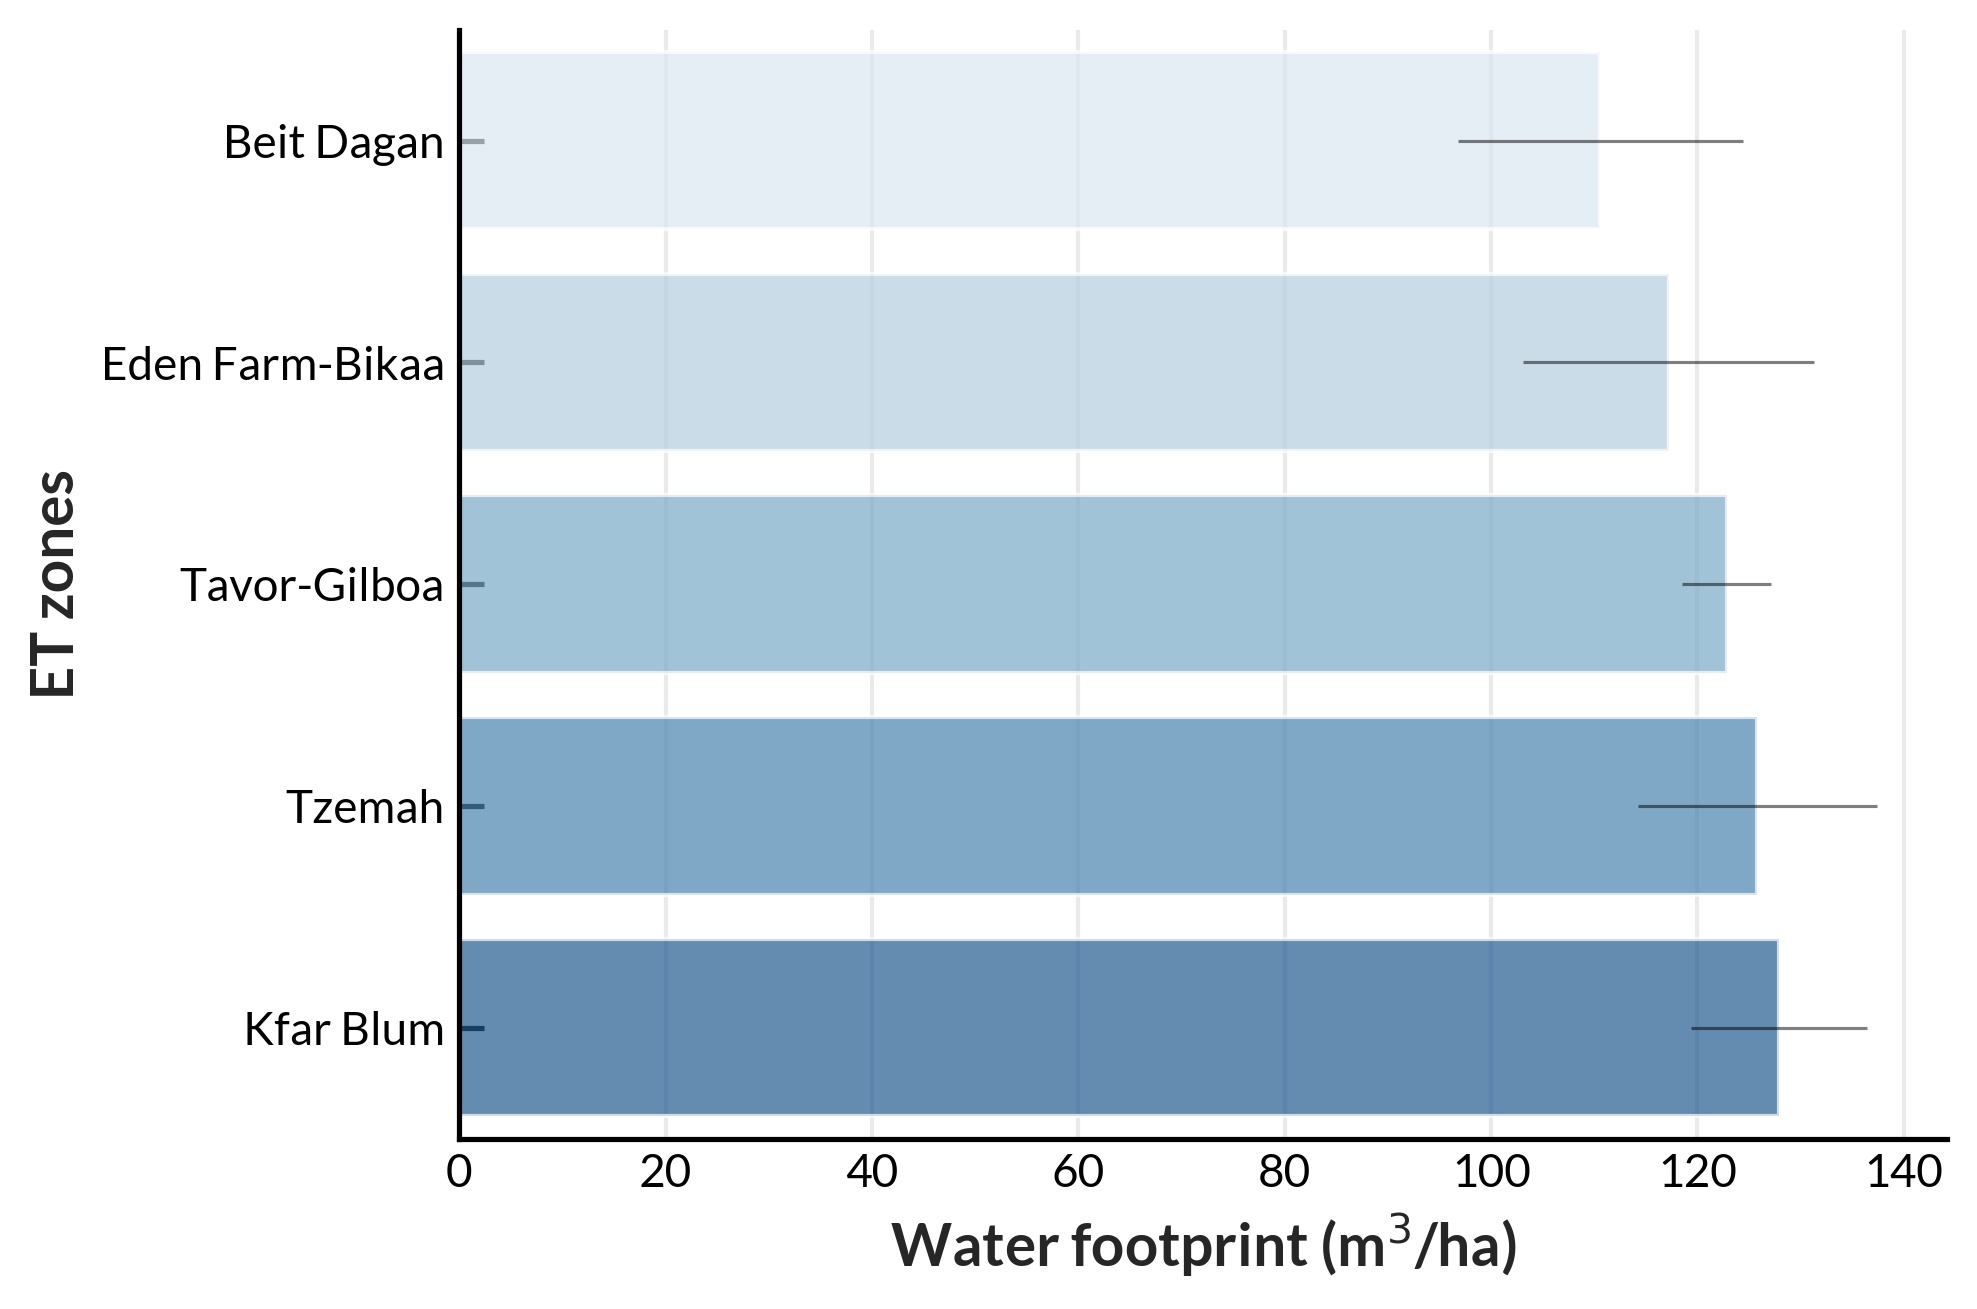 Beit Dagan
Eden Farm-Bikaa
Tavor-Gilboa
Tzemah
Kfar Blum
ET zones
0 20 40 60 80 100 120 140
Water footprint (m³/ha)